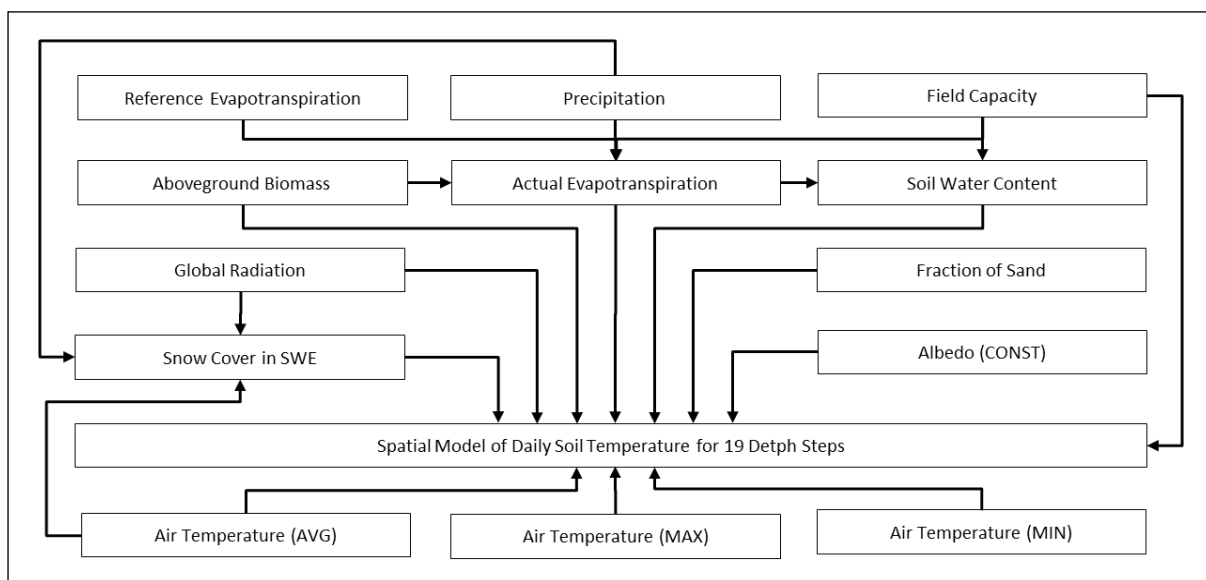 Reference Evapotranspiration
Precipitation
Field Capacity
Aboveground Biomass
Actual Evapotranspiration
Soil Water Content
Global Radiation
Fraction of Sand
Snow Cover in SWE
Albedo (CONST)
Spatial Model of Daily Soil Temperature for 19 Detph Steps
Air Temperature (AVG)
Air Temperature (MAX)
Air Temperature (MIN)